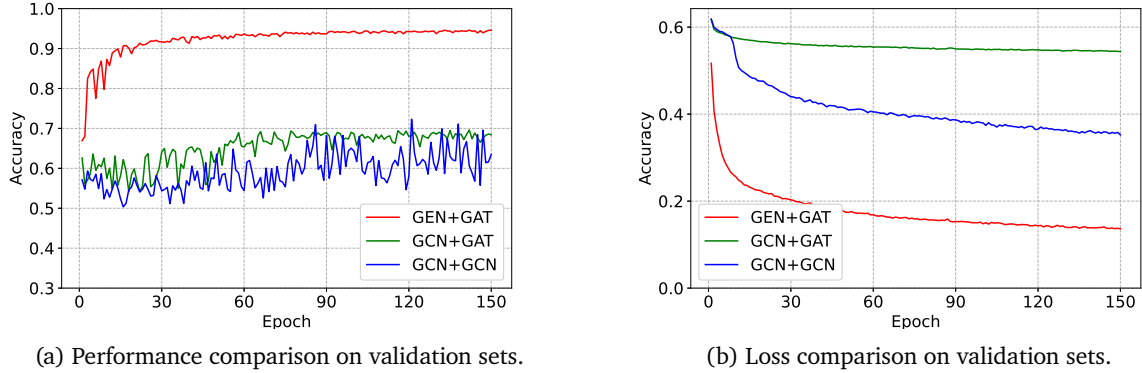 1.0
0.9
0.8
0.7
0.6
0.5
0.4
0.3
Accuracy
0
30
60
90
120
150
Epoch
GEN+GAT
GCN+GAT
GCN+GCN
(a) Performance comparison on validation sets.
0.6
0.4
0.2
0.0
Accuracy
0
30
60
90
120
150
Epoch
GEN+GAT
GCN+GAT
GCN+GCN
(b) Loss comparison on validation sets.